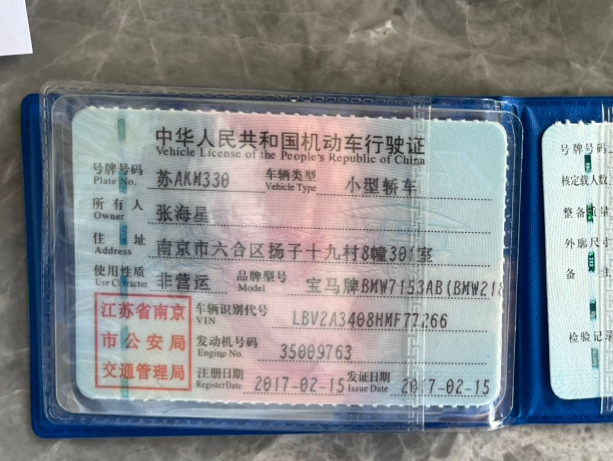 中华人民共和国机动车行驶证
Vehicle License of the People's Republic of China
号牌号码 苏AKM330 车辆类型 小型轿车
Plate No. Vehicle Type
所有人 张海星
Owner
住址 南京市六合区扬子十九村8幢301室
Address
使用性质 非营运 品牌型号 宝马牌BMW7153AB(BMW218
Use Character Model
江苏省南京
市公安局
交通管理局
车辆识别代号 LBV2A3408HMF77266
VIN
发动机号码 35009763
Engine No.
注册日期 2017-02-15 发证日期 2017-02-15
Register Date Issue Date
号牌号码
核定载人数
整备质量
外廓尺寸
备
检验记录